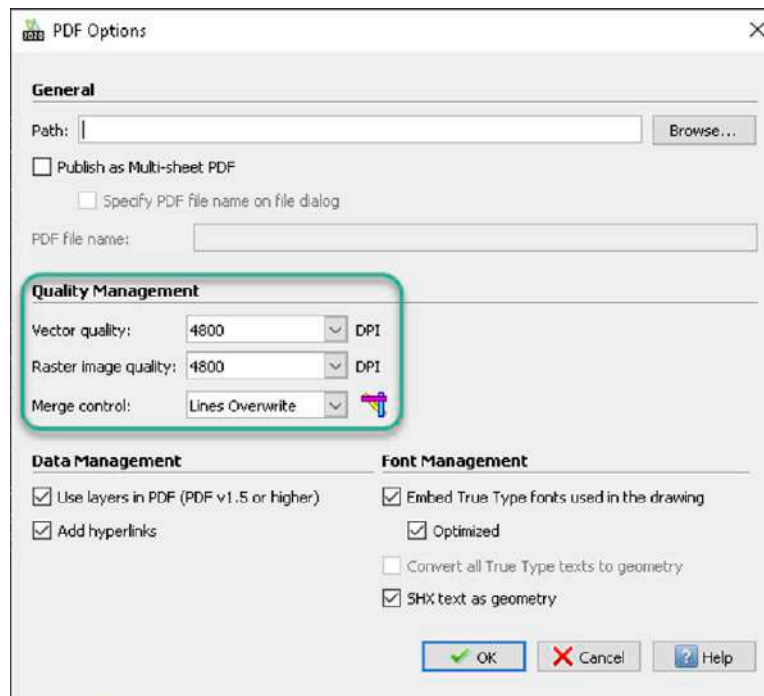 2020 PDF Options
General
Path: Browse...
Publish as Multi-sheet PDF
Specify PDF file name on file dialog
PDF file name:
Quality Management
Vector quality: 4800 DPI
Raster image quality: 4800 DPI
Merge control: Lines Overwrite
Data Management Font Management
Use layers in PDF (PDF v1.5 or higher) Embed True Type fonts used in the drawing
Add hyperlinks Optimized
Convert all True Type texts to geometry
SHX text as geometry
OK Cancel Help